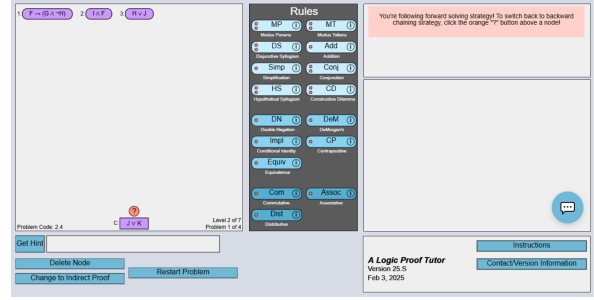 1: F → (G ∧ ¬H)
2: I ∧ F
3: H ∨ J
?
C: J ∨ K
Problem Code: 2.4
Level 2 of 7
Problem 1 of 4
Rules
MP
Modus Ponens
MT
Modus Tollens
DS
Disjunctive Syllogism
Add
Addition
Simp
Simplification
Conj
Conjunction
HS
Hypothetical Syllogism
CD
Constructive Dilemma
DN
Double Negation
DeM
DeMorgan's
Impl
Conditional Identity
CP
Contrapositive
Equiv
Equivalence
Com
Commutative
Assoc
Associative
Dist
Distributive
You're following forward solving strategy! To switch back to backward
chaining strategy, click the orange "?" button above a node!
Get Hint
Delete Node
Change to Indirect Proof
Restart Problem
A Logic Proof Tutor
Version 25.S
Feb 3, 2025
Instructions
Contact/Version Information